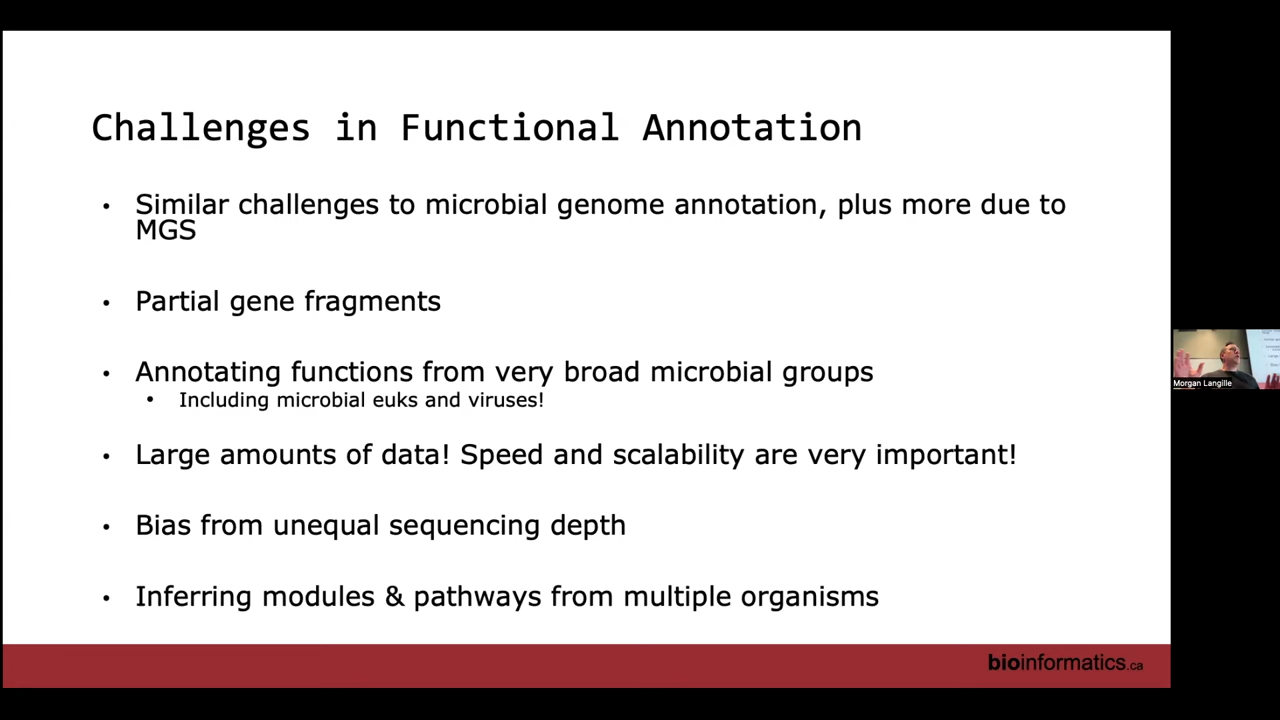 Challenges in Functional Annotation
• Similar challenges to microbial genome annotation, plus more due to
MGS
• Partial gene fragments
• Annotating functions from very broad microbial groups
• Including microbial euks and viruses!
• Large amounts of data! Speed and scalability are very important!
• Bias from unequal sequencing depth
• Inferring modules & pathways from multiple organisms
Morgan Langille
bioinformatics.ca